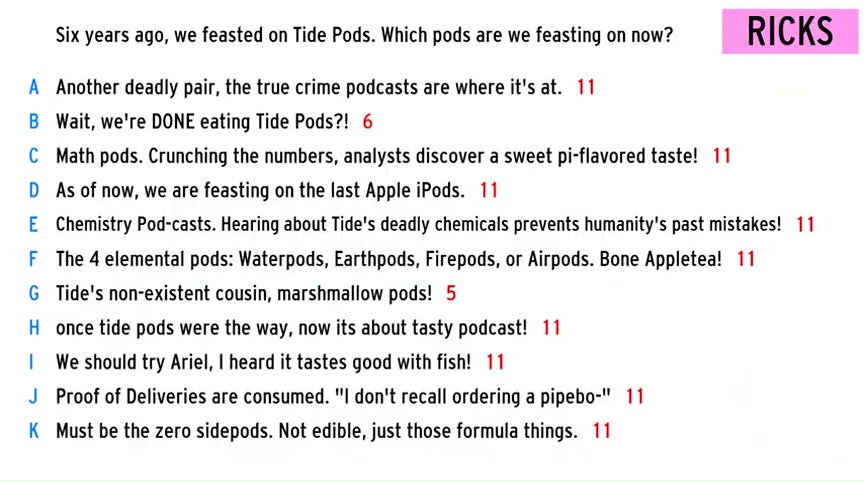 Six years ago, we feasted on Tide Pods. Which pods are we feasting on now?
RICKS
A Another deadly pair, the true crime podcasts are where it's at. 11
B Wait, we're DONE eating Tide Pods?! 6
C Math pods. Crunching the numbers, analysts discover a sweet pi-flavored taste! 11
D As of now, we are feasting on the last Apple iPods. 11
E Chemistry Pod-casts. Hearing about Tide's deadly chemicals prevents humanity's past mistakes! 11
F The 4 elemental pods: Waterpods, Earthpods, Firepods, or Airpods. Bone Appletea! 11
G Tide's non-existent cousin, marshmallow pods! 5
H once tide pods were the way, now its about tasty podcast! 11
I We should try Ariel, I heard it tastes good with fish! 11
J Proof of Deliveries are consumed. "I don't recall ordering a pipebo-" 11
K Must be the zero sidepods. Not edible, just those formula things. 11